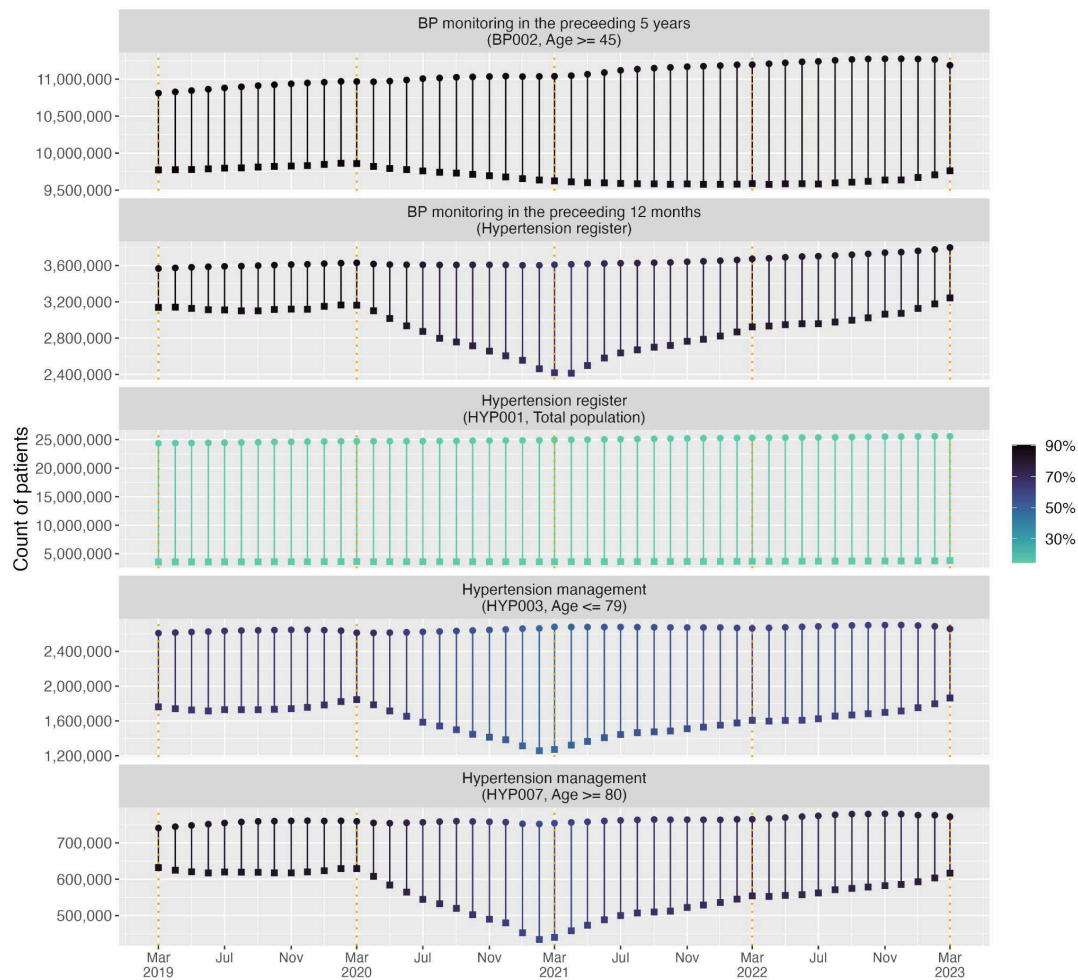 BP monitoring in the preceeding 5 years
(BP002, Age >= 45)
11,000,000
10,500,000
10,000,000
9,500,000
BP monitoring in the preceeding 12 months
(Hypertension register)
3,600,000
3,200,000
2,800,000
2,400,000
Hypertension register
(HYP001, Total population)
25,000,000
20,000,000
15,000,000
10,000,000
5,000,000
Count of patients
90%
70%
50%
30%
Hypertension management
(HYP003, Age <= 79)
2,400,000
2,000,000
1,600,000
1,200,000
Hypertension management
(HYP007, Age >= 80)
700,000
600,000
500,000
Mar Jul Nov Mar Jul Nov Mar Jul Nov Mar Jul Nov Mar
2019 2020 2021 2022 2023